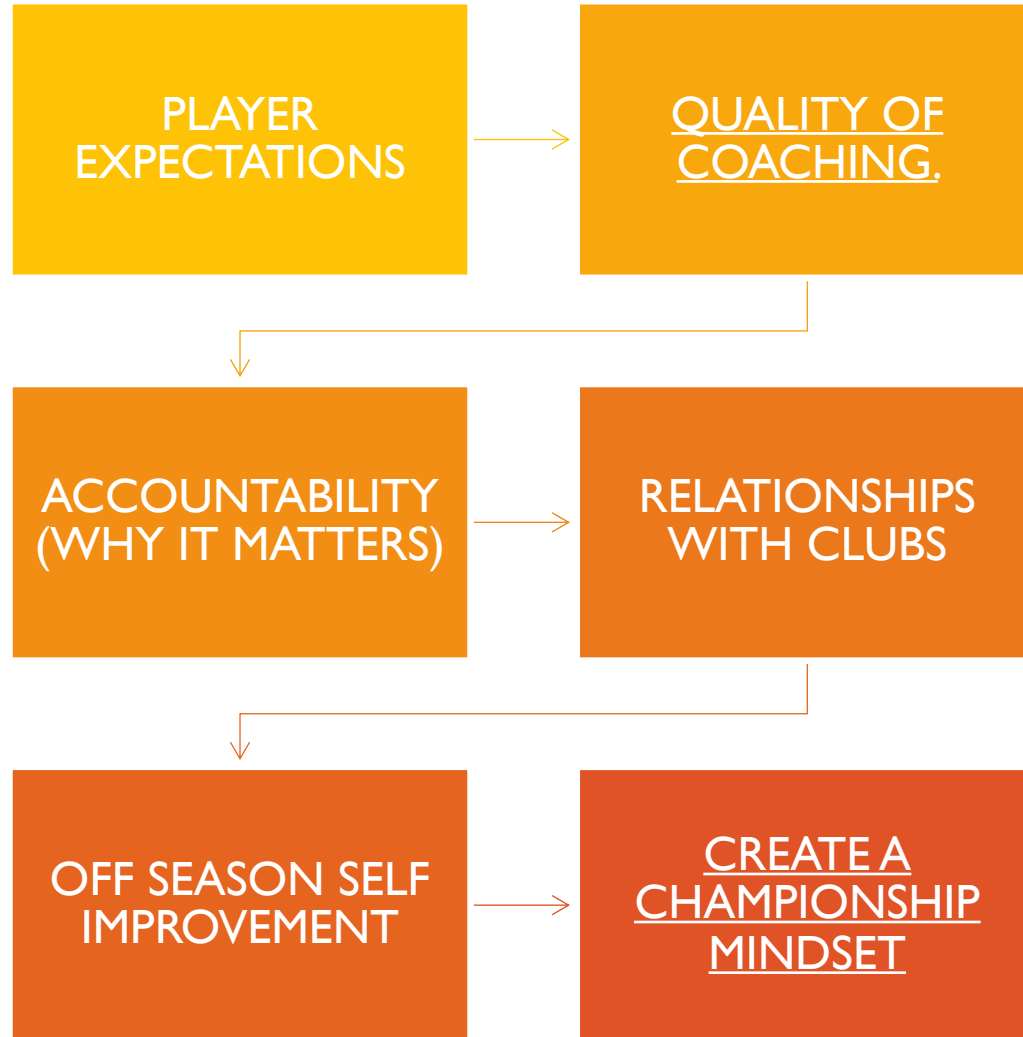 PLAYER
EXPECTATIONS
QUALITY OF
COACHING.
ACCOUNTABILITY
(WHY IT MATTERS)
RELATIONSHIPS
WITH CLUBS
OFF SEASON SELF
IMPROVEMENT
CREATE A
CHAMPIONSHIP
MINDSET